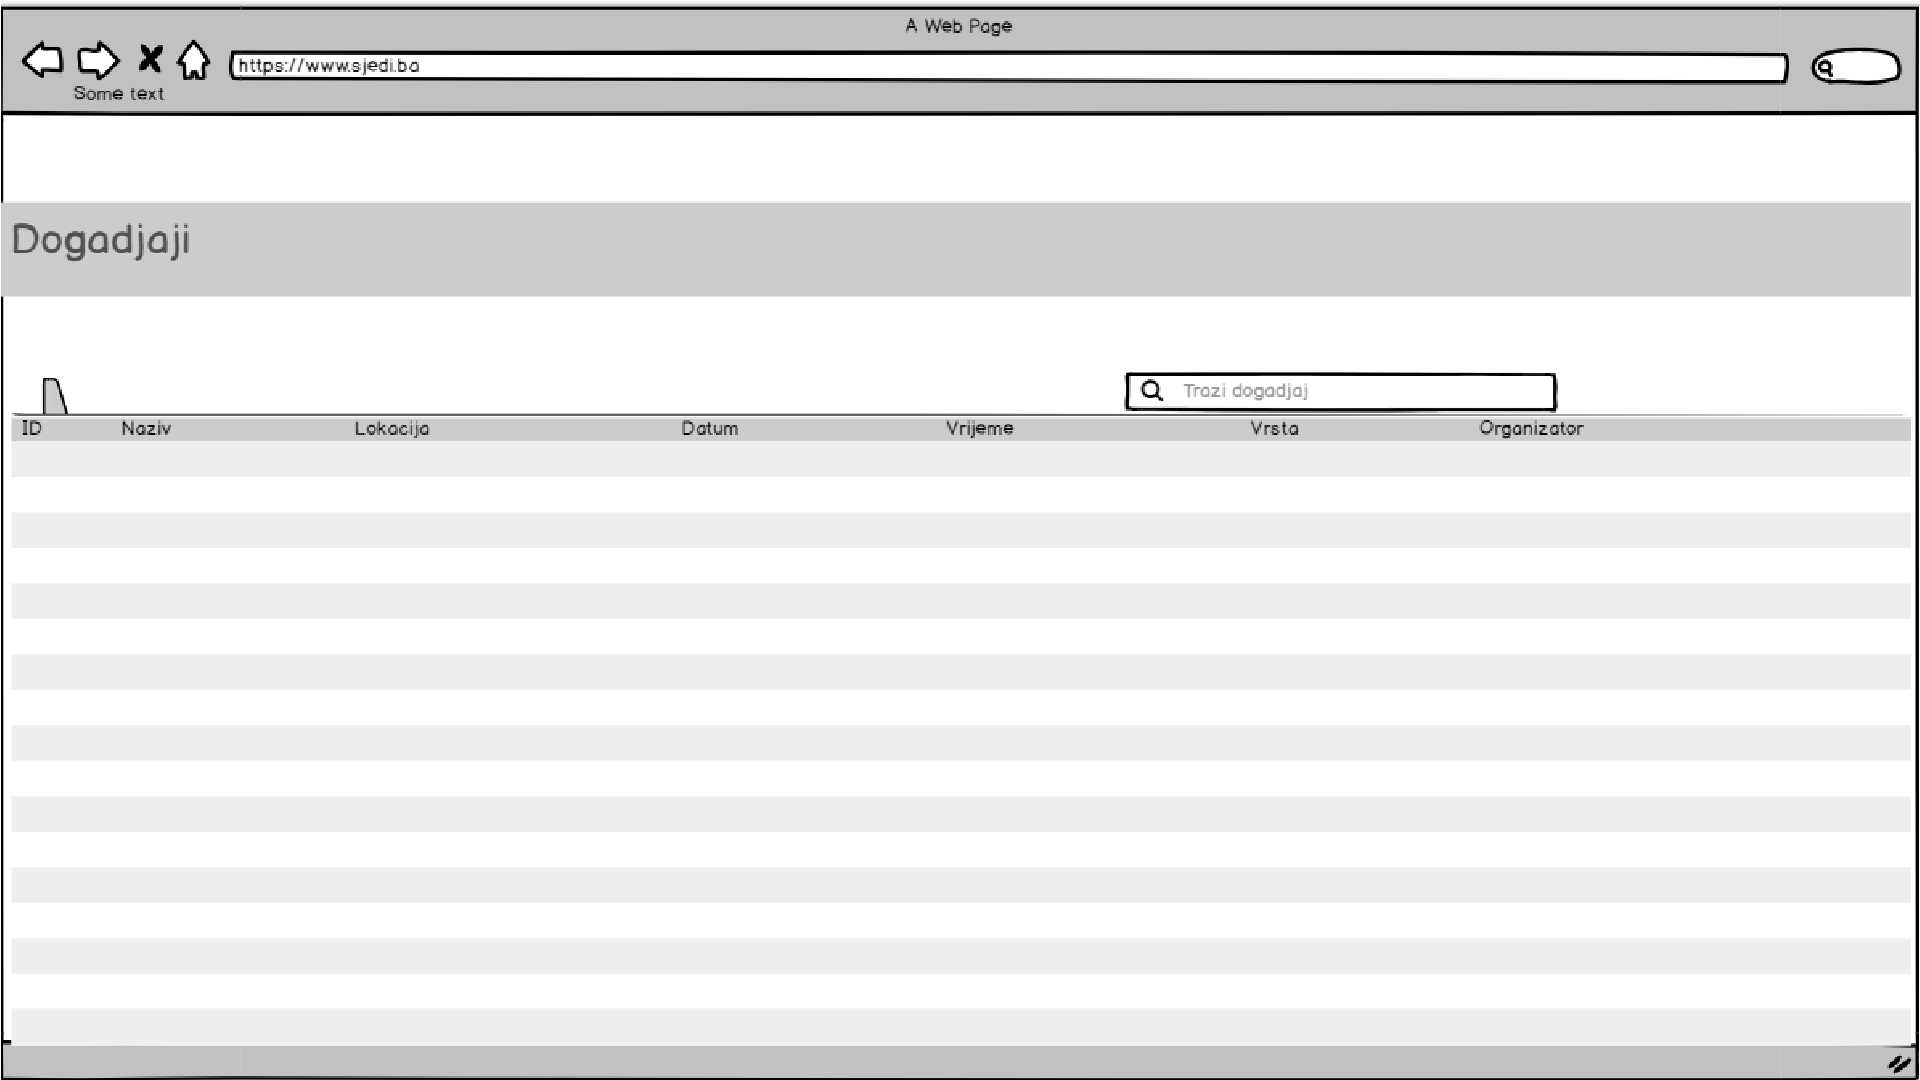 A Web Page
https://www.sjedi.ba
Some text
Dogadjaji
Trazi dogadjaj
ID Naziv Lokacija Datum Vrijeme Vrsta Organizator